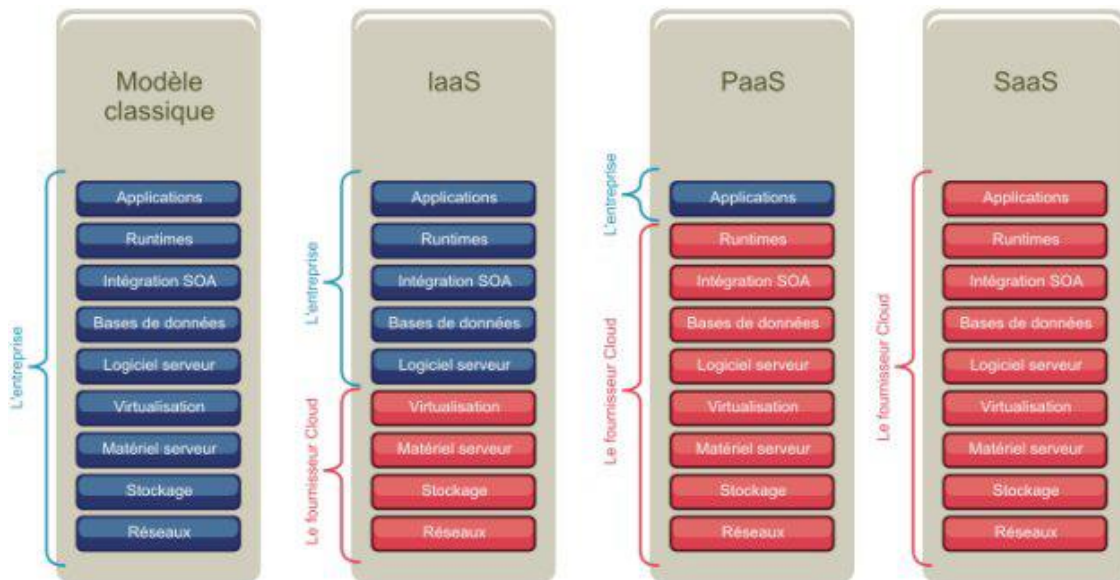 Modèle
classique
L'entreprise
Applications
Runtimes
Intégration SOA
Bases de données
Logiciel serveur
Virtualisation
Matériel serveur
Stockage
Réseaux
IaaS
L'entreprise
Le fournisseur Cloud
Applications
Runtimes
Intégration SOA
Bases de données
Logiciel serveur
Virtualisation
Matériel serveur
Stockage
Réseaux
PaaS
L'entreprise
Le fournisseur Cloud
Applications
Runtimes
Intégration SOA
Bases de données
Logiciel serveur
Virtualisation
Matériel serveur
Stockage
Réseaux
SaaS
Le fournisseur Cloud
Applications
Runtimes
Intégration SOA
Bases de données
Logiciel serveur
Virtualisation
Matériel serveur
Stockage
Réseaux